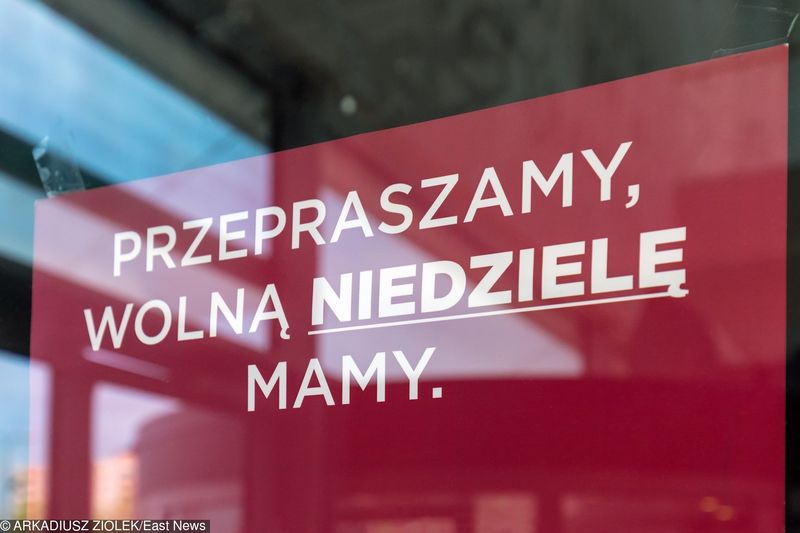 PRZEPRASZAMY,
WOLNĄ NIEDZIELĘ
MAMY.
© ARKADIUSZ ZIOLEK/East News